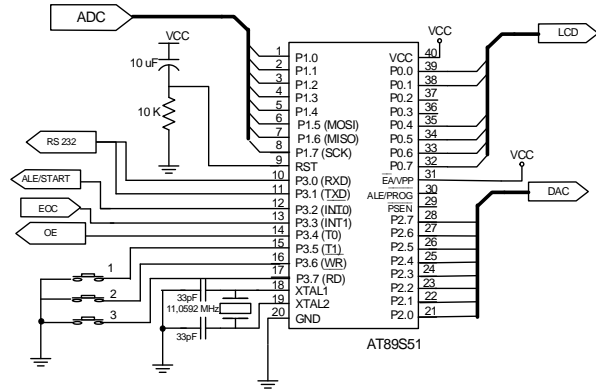 ADC
VCC
10 uF
10 K
RS 232
ALE/START
EOC
OE
1
2
3
33pF
11,0592 MHz
33pF
1 P1.0
2 P1.1
3 P1.2
4 P1.3
5 P1.4
6 P1.5 (MOSI)
7 P1.6 (MISO)
8 P1.7 (SCK)
9 RST
10 P3.0 (RXD)
11 P3.1 (TXD)
12 P3.2 (INT0)
13 P3.3 (INT1)
14 P3.4 (T0)
15 P3.5 (T1)
16 P3.6 (WR)
17 P3.7 (RD)
18 XTAL1
19 XTAL2
20 GND
VCC
VCC 40
P0.0 39
P0.1 38
P0.2 37
P0.3 36
P0.4 35
P0.5 34
P0.6 33
P0.7 32
EA/VPP 31
ALE/PROG 30
PSEN 29
P2.7 28
P2.6 27
P2.5 26
P2.4 25
P2.3 24
P2.2 23
P2.1 22
P2.0 21
LCD
VCC
DAC
AT89S51